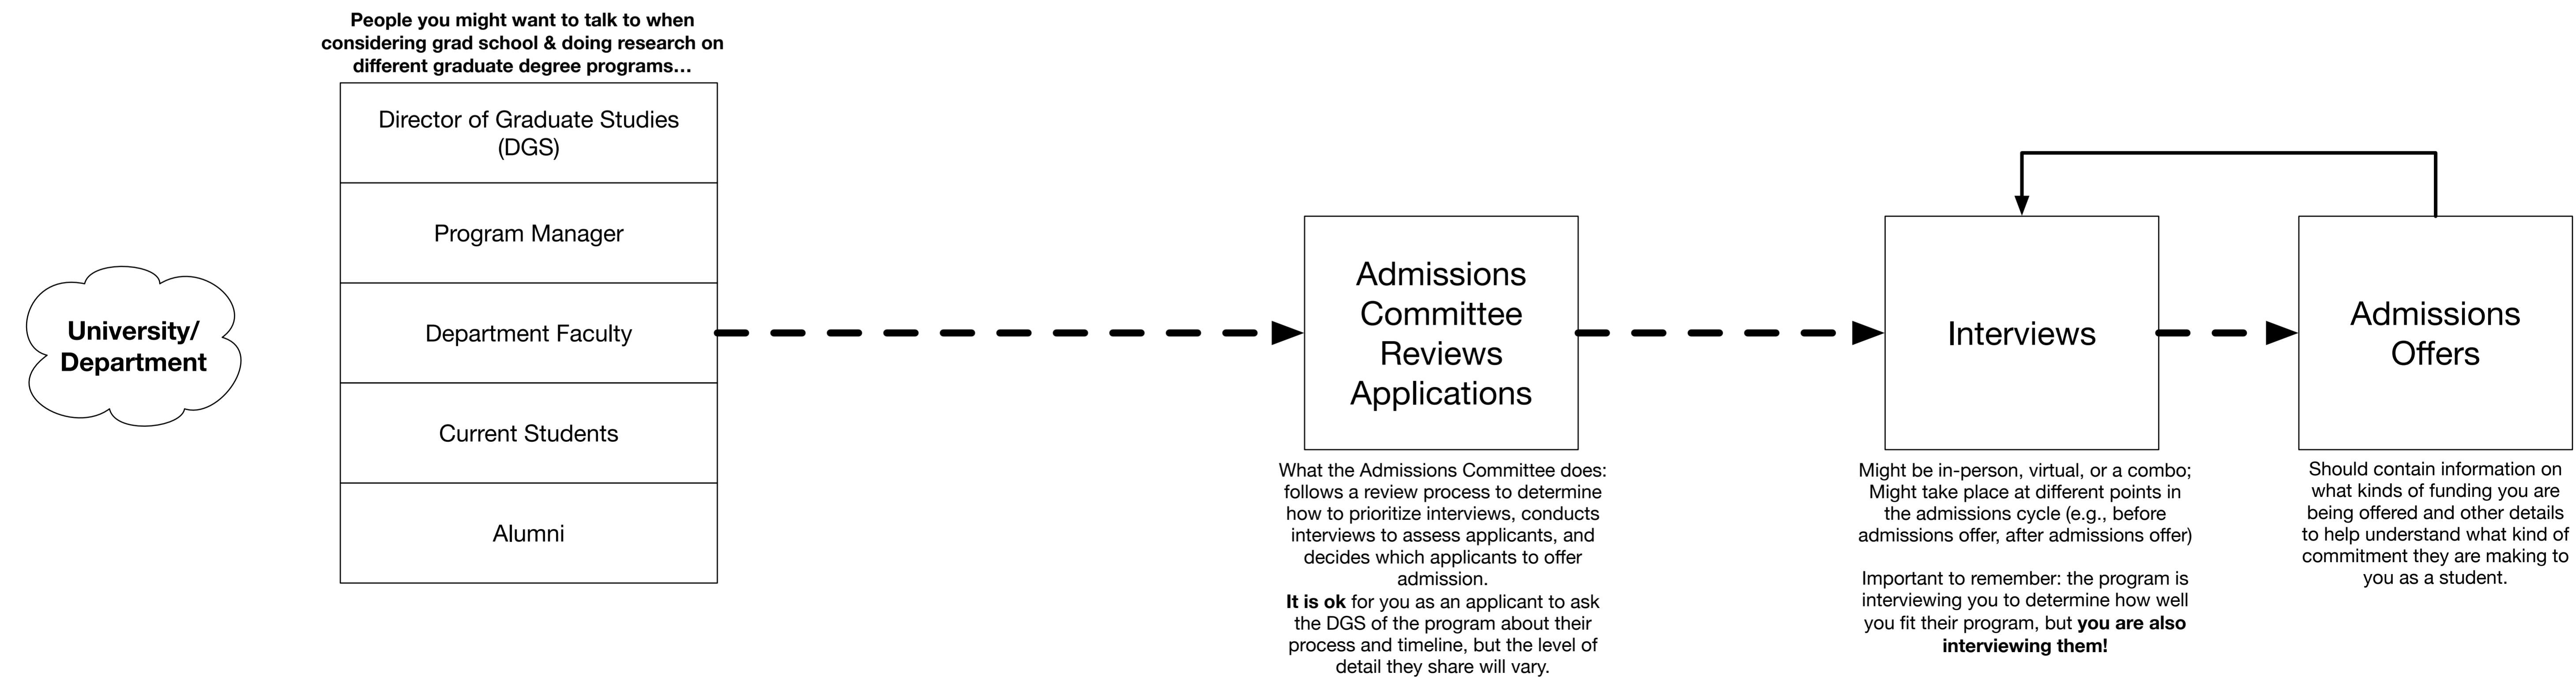 People you might want to talk to when
considering grad school & doing research on
different graduate degree programs...
University/
Department
Director of Graduate Studies
(DGS)
Program Manager
Department Faculty
Current Students
Alumni
Admissions
Committee
Reviews
Applications
What the Admissions Committee does:
follows a review process to determine
how to prioritize interviews, conducts
interviews to assess applicants, and
decides which applicants to offer
admission.
It is ok for you as an applicant to ask
the DGS of the program about their
process and timeline, but the level of
detail they share will vary.
Interviews
Might be in-person, virtual, or a combo;
Might take place at different points in
the admissions cycle (e.g., before
admissions offer, after admissions offer)
Important to remember: the program is
interviewing you to determine how well
you fit their program, but you are also
interviewing them!
Admissions
Offers
Should contain information on
what kinds of funding you are
being offered and other details
to help understand what kind of
commitment they are making to
you as a student.